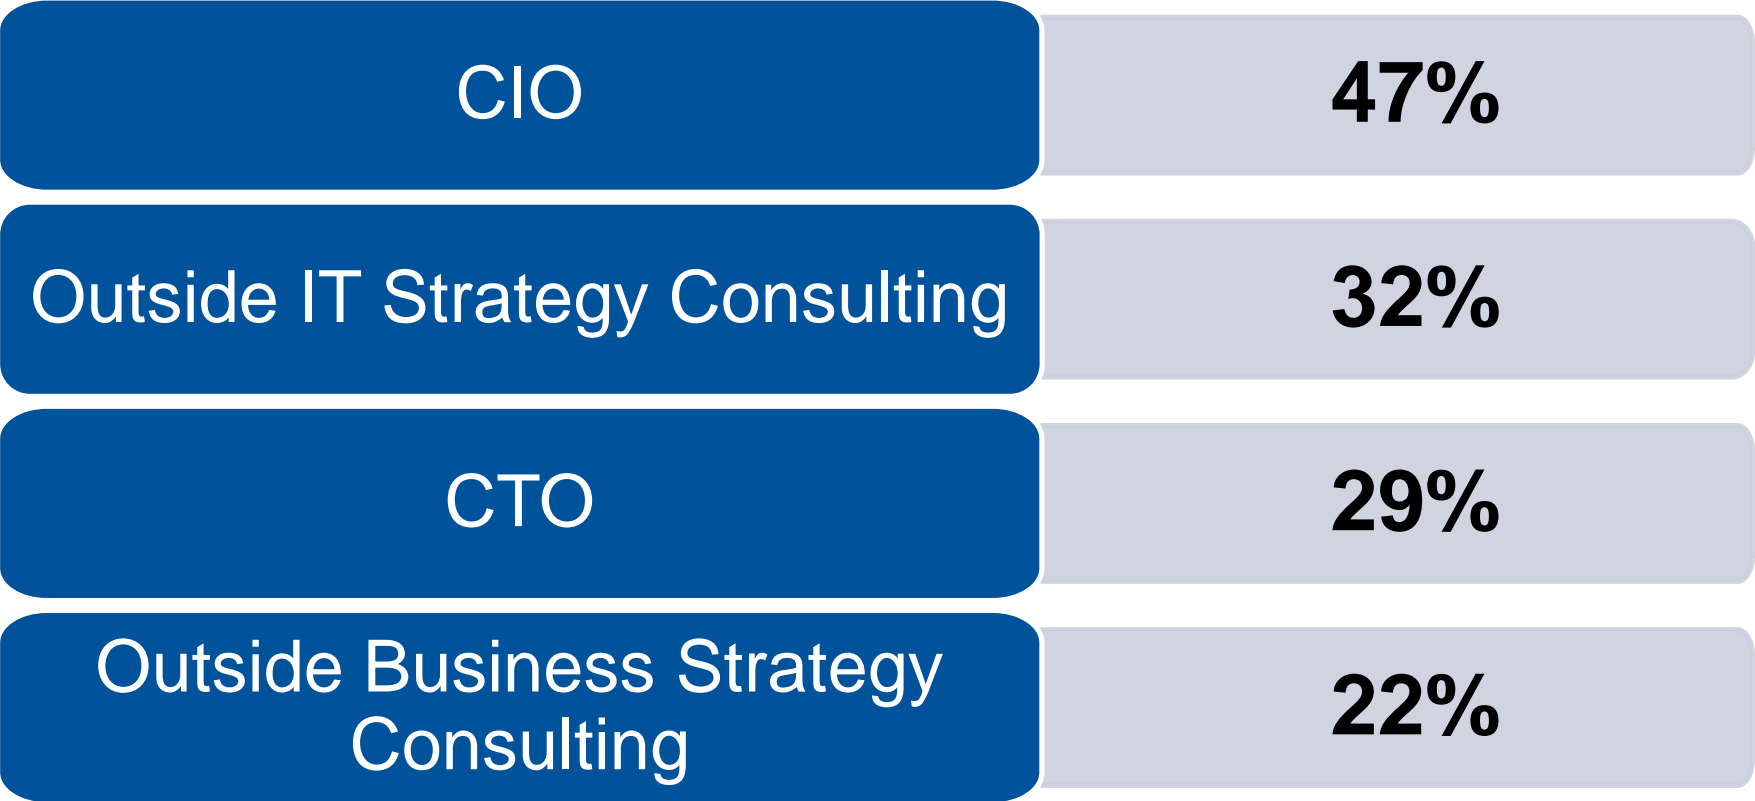 CIO
47%
Outside IT Strategy Consulting
32%
CTO
29%
Outside Business Strategy
Consulting
22%